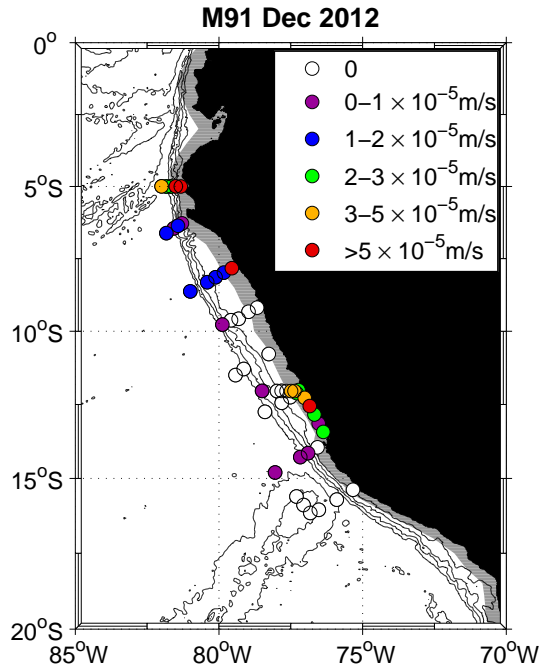 M91 Dec 2012
0°
0
0–1 × 10⁻⁵m/s
1–2 × 10⁻⁵m/s
5°S
2–3 × 10⁻⁵m/s
3–5 × 10⁻⁵m/s
>5 × 10⁻⁵m/s
10°S
15°S
20°S
85°W 80°W 75°W 70°W